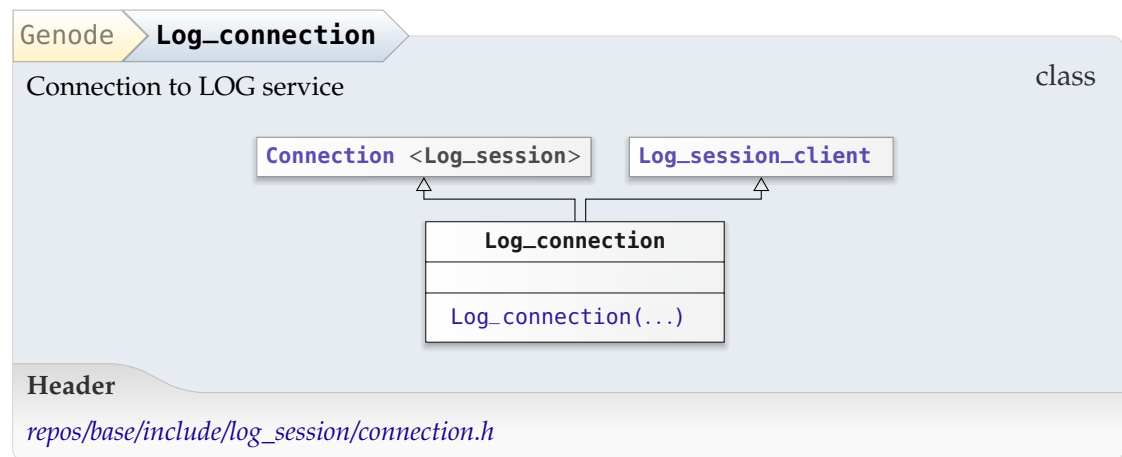 Genode Log_connection
Connection to LOG service
class
Connection <Log_session>
Log_session_client
Log_connection
Log_connection(...)
Header
repos/base/include/log_session/connection.h